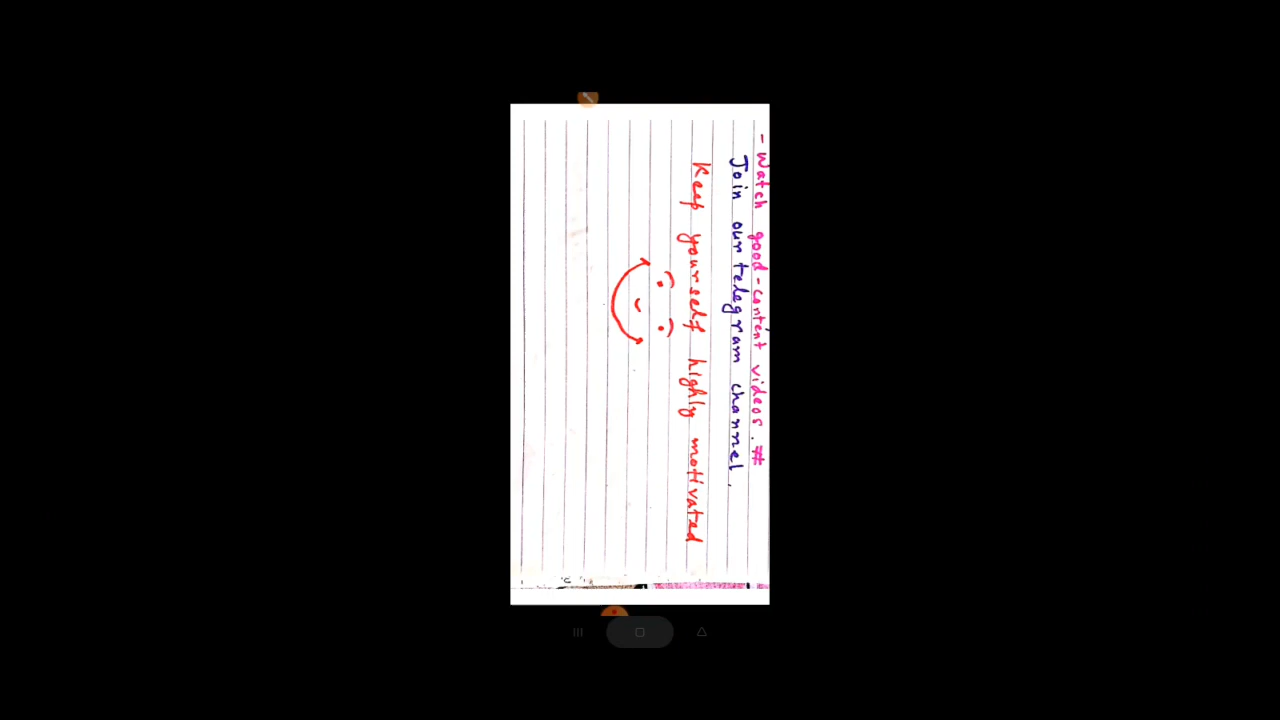 - Watch good-content videos. #
Join our telegram channel.
Keep yourself highly motivated